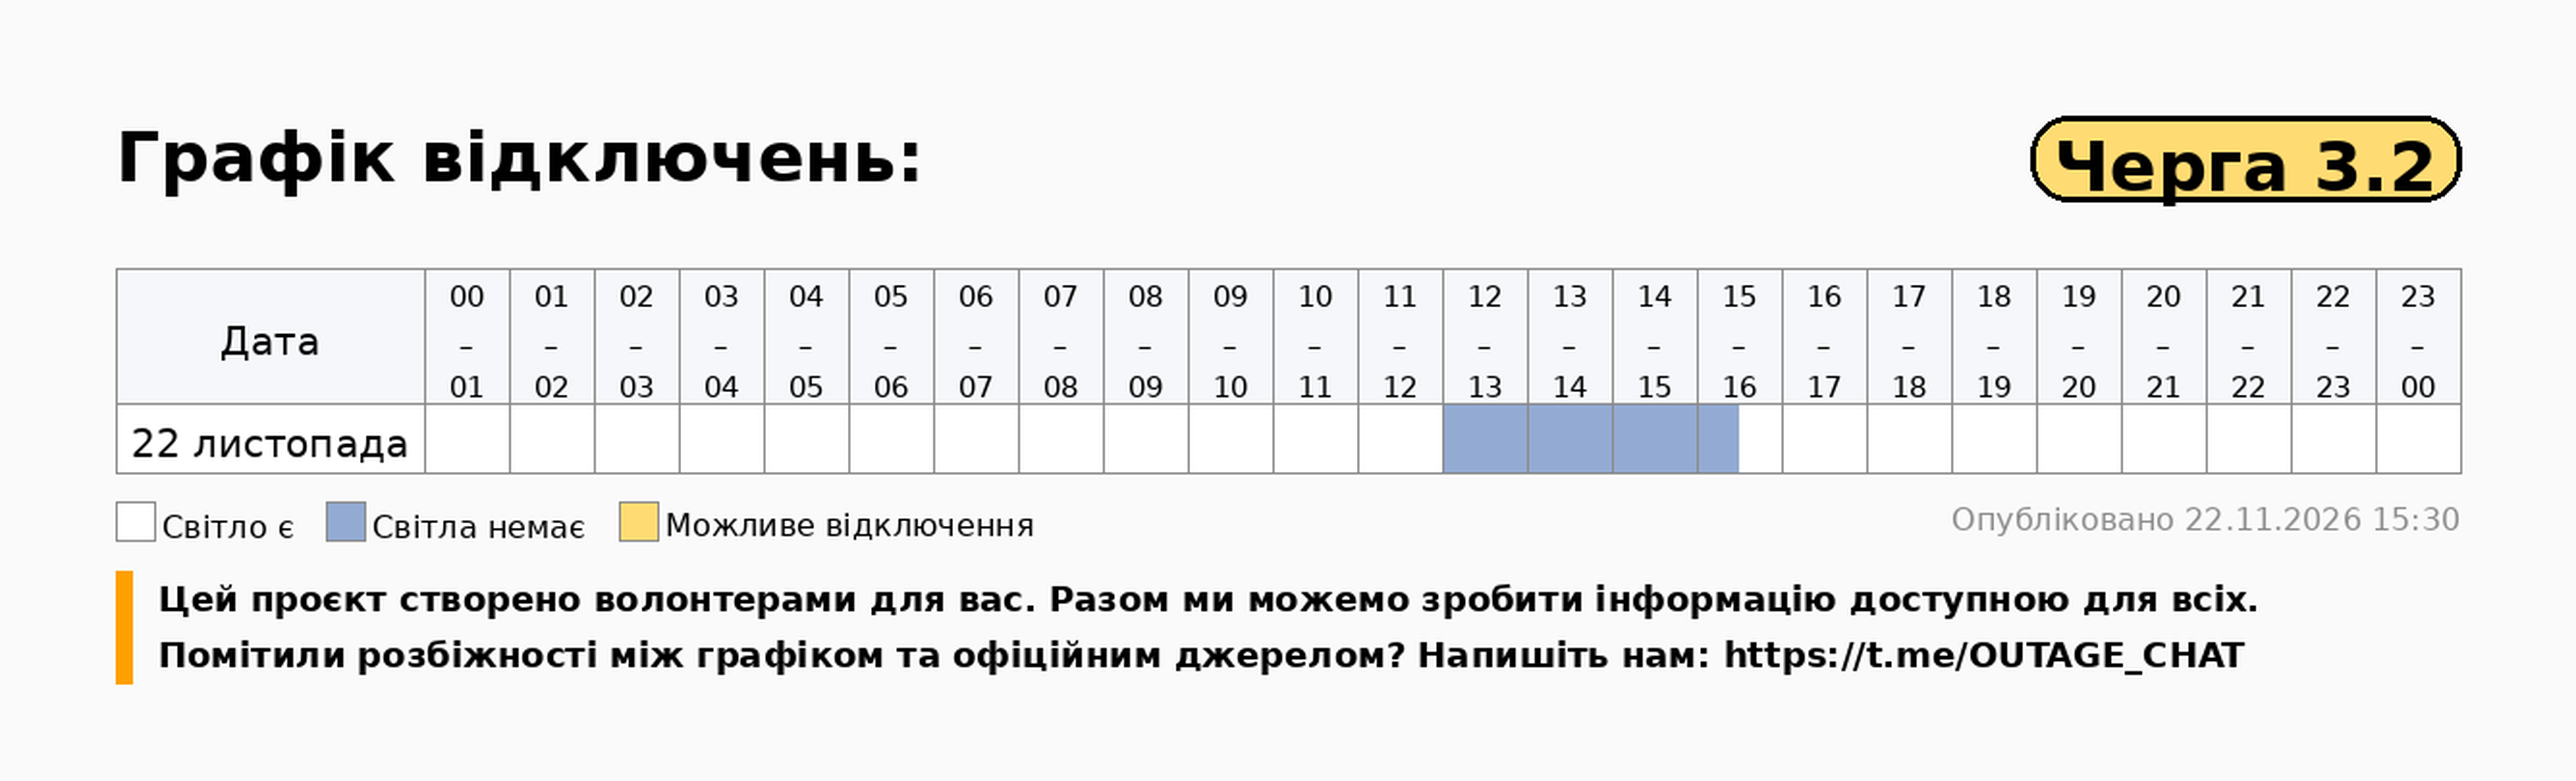 Графік відключень:
Черга 3.2
Дата
00 – 01
01 – 02
02 – 03
03 – 04
04 – 05
05 – 06
06 – 07
07 – 08
08 – 09
09 – 10
10 – 11
11 – 12
12 – 13
13 – 14
14 – 15
15 – 16
16 – 17
17 – 18
18 – 19
19 – 20
20 – 21
21 – 22
22 – 23
23 – 00
22 листопада
Світло є
Світла немає
Можливе відключення
Опубліковано 22.11.2026 15:30
Цей проєкт створено волонтерами для вас. Разом ми можемо зробити інформацію доступною для всіх.
Помітили розбіжності між графіком та офіційним джерелом? Напишіть нам: https://t.me/OUTAGE_CHAT